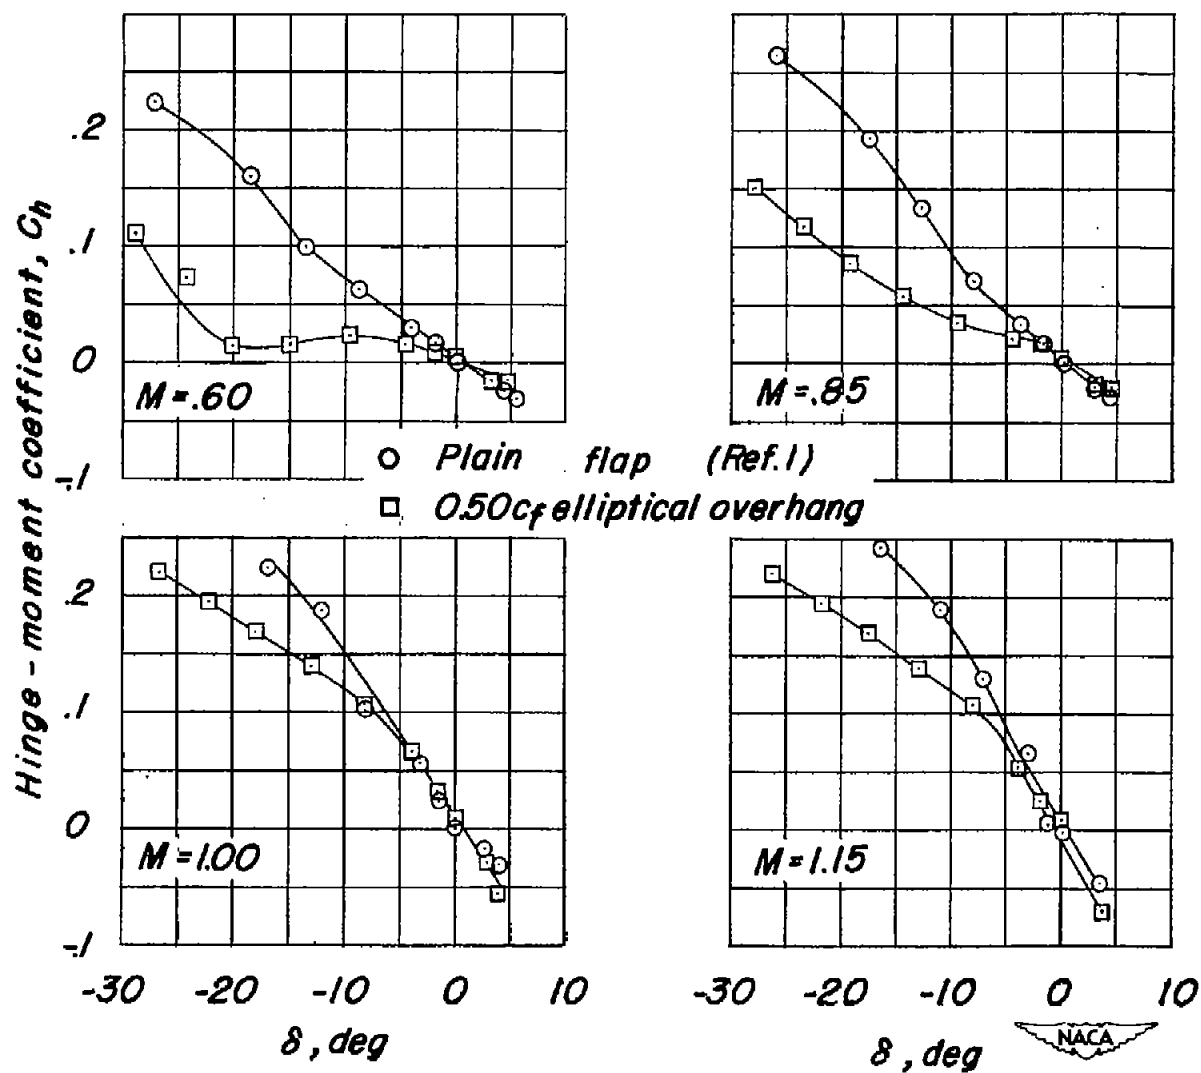 Hinge-moment coefficient, Ch
.2
.1
0
-.1
M=.60
M=.85
Plain flap (Ref.1)
0.50cf elliptical overhang
.2
.1
0
-.1
M=1.00
M=1.15
-30 -20 -10 0 10
-30 -20 -10 0 10
δ, deg
δ, deg
NACA